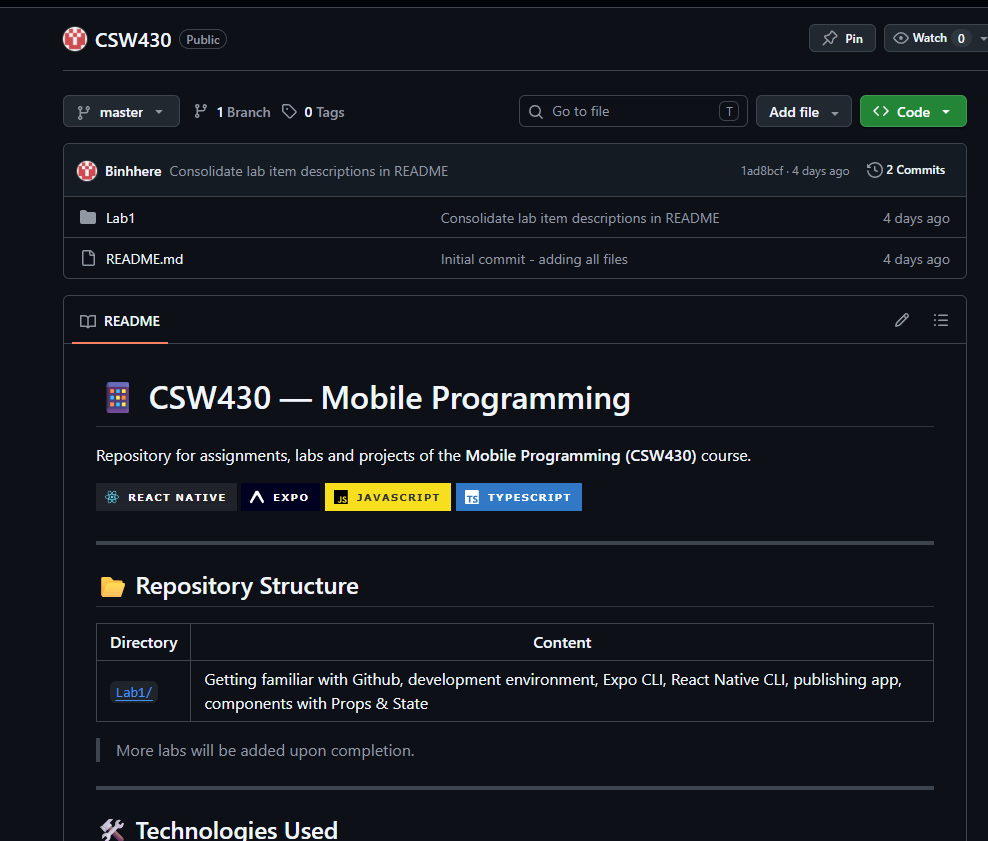 CSW430 Public Pin Watch 0
master 1 Branch 0 Tags Go to file T Add file Code
Binhhere Consolidate lab item descriptions in README 1ad8bcf · 4 days ago 2 Commits
Lab1 Consolidate lab item descriptions in README 4 days ago
README.md Initial commit - adding all files 4 days ago
README
CSW430 — Mobile Programming
Repository for assignments, labs and projects of the Mobile Programming (CSW430) course.
REACT NATIVE EXPO JS JAVASCRIPT TS TYPESCRIPT
Repository Structure
Directory Content
Lab1/ Getting familiar with Github, development environment, Expo CLI, React Native CLI, publishing app,
components with Props & State
More labs will be added upon completion.
Technologies Used